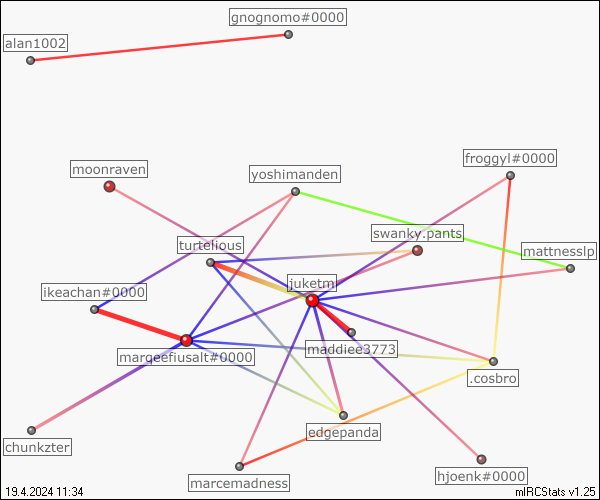 gnognomo#0000
alan1002
froggyl#0000
moonraven
yoshimanden
swanky.pants
turtelious
mattnesslp
juketm
ikeachan#0000
maddiee3773
margeefiusalt#0000
.cosbro
edgepanda
chunkzter
hjoenk#0000
marcemadness
19.4.2024 11:34
mIRCStats v1.25